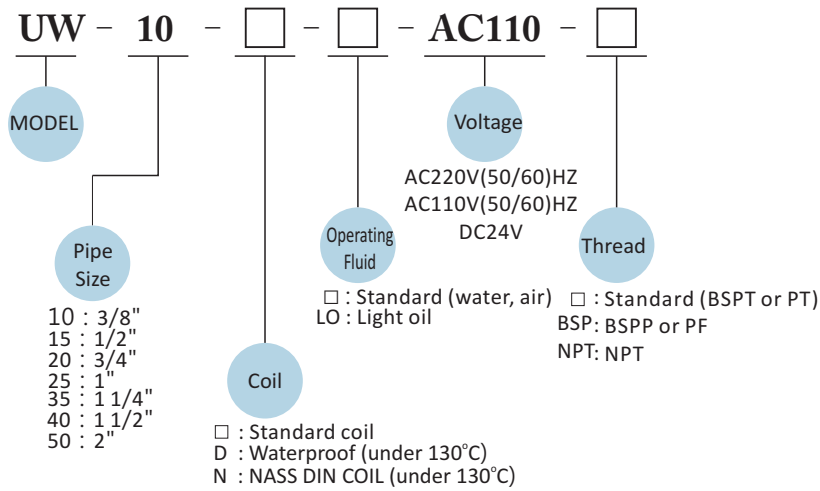 UW - 10 - □ - □ - AC110 - □
MODEL
Pipe
Size
10 : 3/8"
15 : 1/2"
20 : 3/4"
25 : 1"
35 : 1 1/4"
40 : 1 1/2"
50 : 2"
Coil
□ : Standard coil
D : Waterproof (under 130°C)
N : NASS DIN COIL (under 130°C)
Operating
Fluid
□ : Standard (water, air)
LO : Light oil
Voltage
AC220V(50/60)HZ
AC110V(50/60)HZ
DC24V
Thread
□ : Standard (BSPT or PT)
BSP: BSPP or PF
NPT: NPT